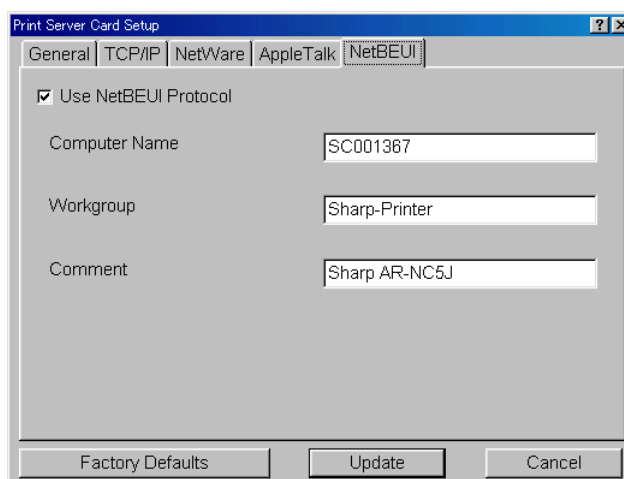 Print Server Card Setup
General TCP/IP NetWare AppleTalk NetBEUI
Use NetBEUI Protocol
Computer Name SC001367
Workgroup Sharp-Printer
Comment Sharp AR-NC5J
Factory Defaults Update Cancel